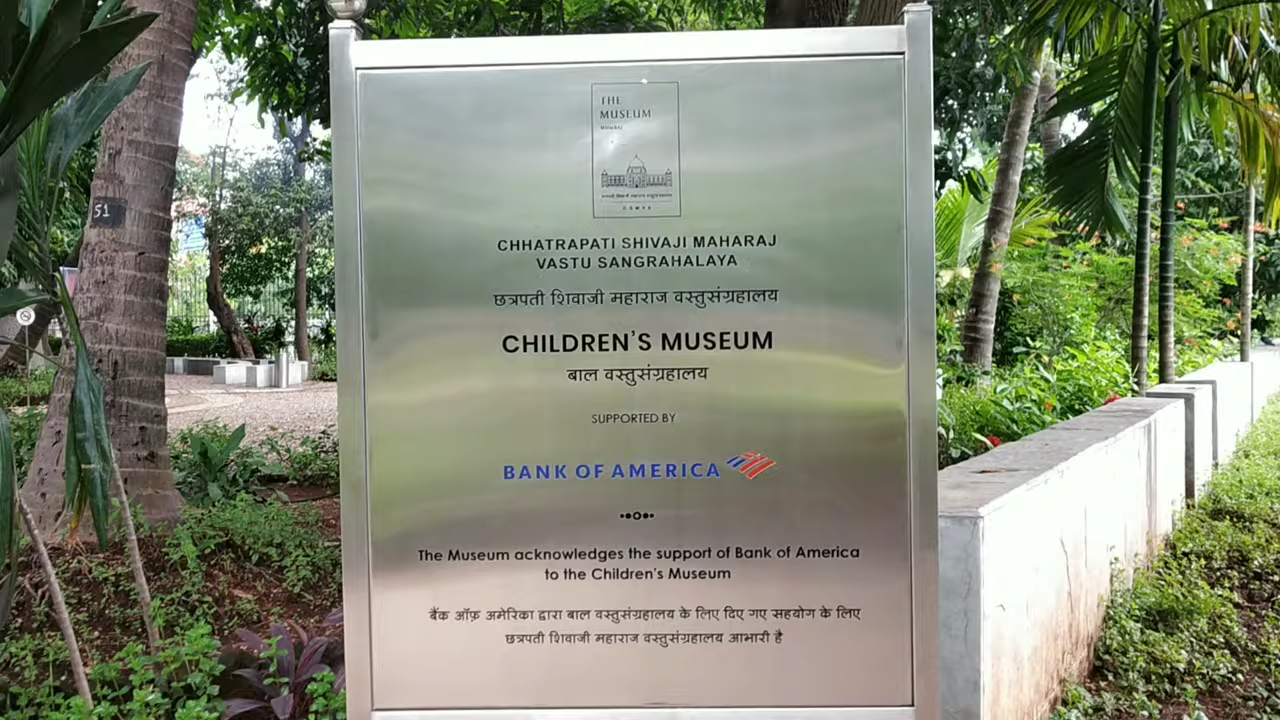 THE
MUSEUM
MUMBAI
CHHATRAPATI SHIVAJI MAHARAJ
VASTU SANGRAHALAYA
छत्रपती शिवाजी महाराज वस्तुसंग्रहालय
CHILDREN'S MUSEUM
बाल वस्तुसंग्रहालय
SUPPORTED BY
BANK OF AMERICA
The Museum acknowledges the support of Bank of America
to the Children's Museum
बैंक ऑफ़ अमेरिका द्वारा बाल वस्तुसंग्रहालय के लिए दिए गए सहयोग के लिए
छत्रपती शिवाजी महाराज वस्तुसंग्रहालय आभारी है
51